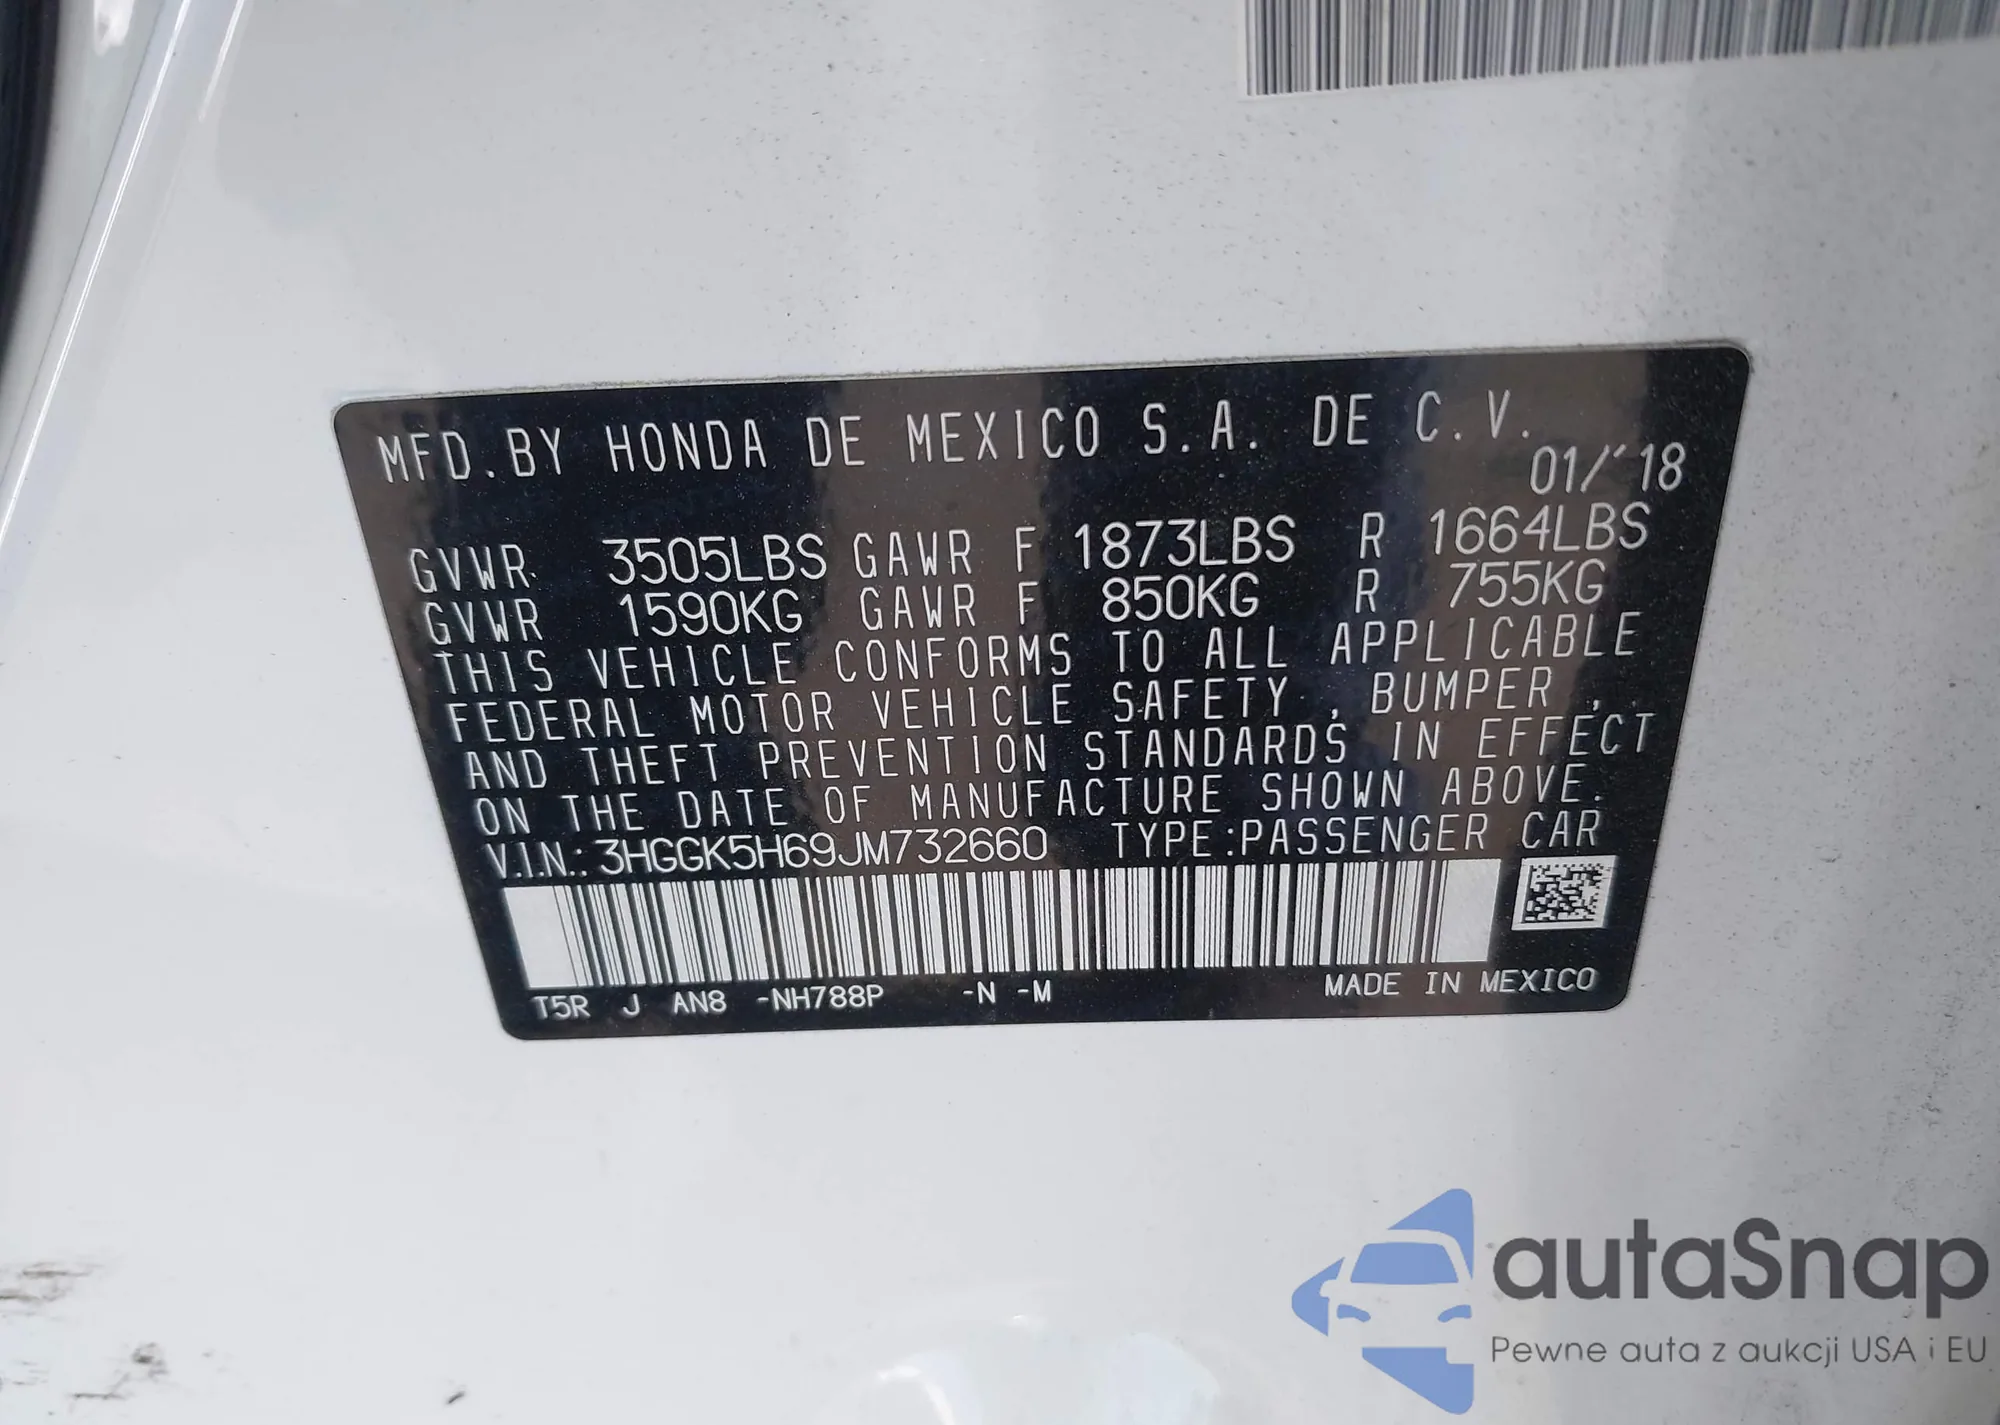 MFD.BY HONDA DE MEXICO S.A. DE C.V.
01/'18
GVWR 3505LBS GAWR F 1873LBS R 1664LBS
GVWR 1590KG GAWR F 850KG R 755KG
THIS VEHICLE CONFORMS TO ALL APPLICABLE
FEDERAL MOTOR VEHICLE SAFETY , BUMPER ,
AND THEFT PREVENTION STANDARDS IN EFFECT
ON THE DATE OF MANUFACTURE SHOWN ABOVE.
V.I.N.: 3HGGK5H69JM732660 TYPE:PASSENGER CAR
T5R J AN8 -NH788P -N -M MADE IN MEXICO
autaSnap
Pewne auta z aukcji USA i EU